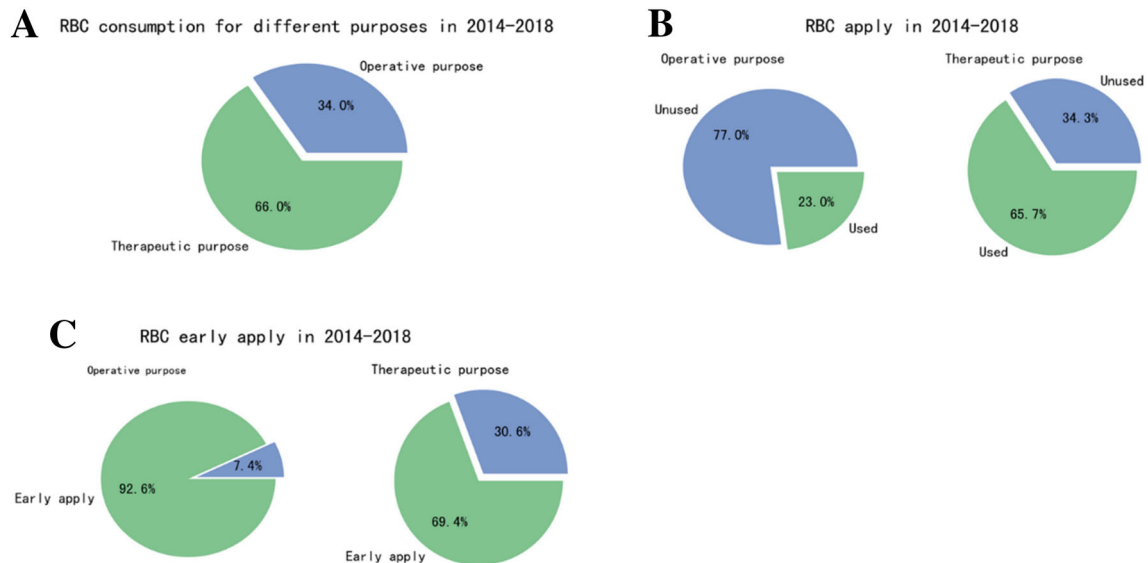 A
RBC consumption for different purposes in 2014-2018
Operative purpose
34.0%
66.0%
Therapeutic purpose
B
RBC apply in 2014-2018
Operative purpose
Unused
77.0%
23.0%
Used
Therapeutic purpose
Unused
34.3%
65.7%
Used
C
RBC early apply in 2014-2018
Operative purpose
7.4%
92.6%
Early apply
Therapeutic purpose
30.6%
69.4%
Early apply